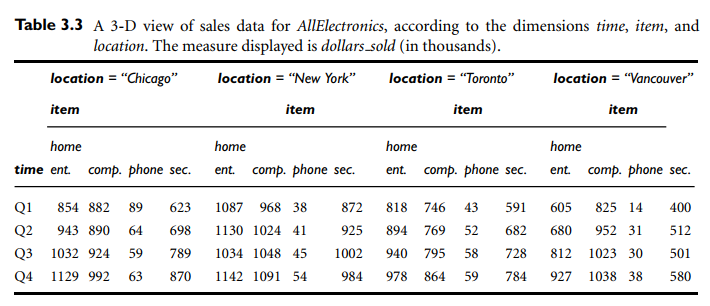 Table 3.3 A 3-D view of sales data for AllElectronics, according to the dimensions time, item, and
location. The measure displayed is dollars_sold (in thousands).
location = “Chicago” location = “New York” location = “Toronto” location = “Vancouver”
item item item item
home home home home
time ent. comp. phone sec. ent. comp. phone sec. ent. comp. phone sec. ent. comp. phone sec.
Q1 854 882 89 623 1087 968 38 872 818 746 43 591 605 825 14 400
Q2 943 890 64 698 1130 1024 41 925 894 769 52 682 680 952 31 512
Q3 1032 924 59 789 1034 1048 45 1002 940 795 58 728 812 1023 30 501
Q4 1129 992 63 870 1142 1091 54 984 978 864 59 784 927 1038 38 580